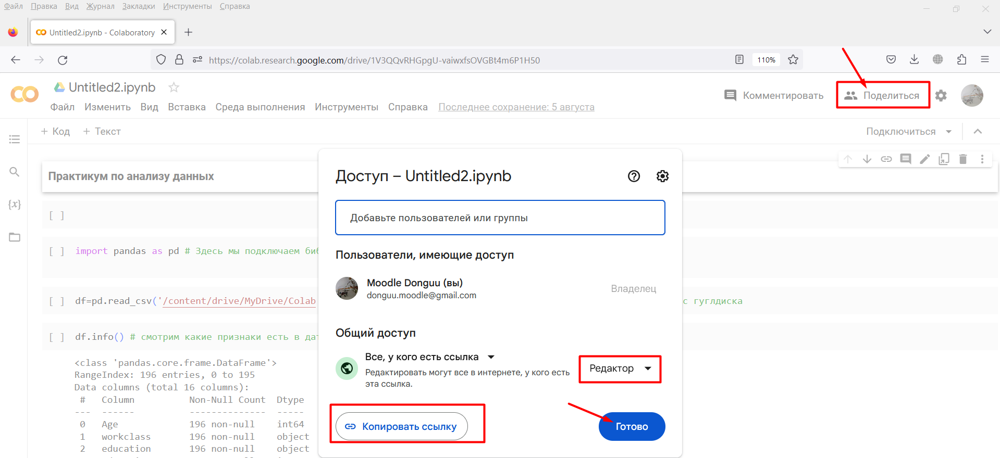 Файл Правка Вид Журнал Закладки Инструменты Справка
Untitled2.ipynb - Colaboratory
https://colab.research.google.com/drive/1V3QQvRHGpgU-vaiwxfsOVGBt4m6P1H50
110%
Untitled2.ipynb
Комментировать
Поделиться
Файл Изменить Вид Вставка Среда выполнения Инструменты Справка Последнее сохранение: 5 августа
+ Код + Текст
Подключиться
Практикум по анализу данных
[ ]
[ ] import pandas as pd # Здесь мы подключаем биб
[ ] df=pd.read_csv('/content/drive/MyDrive/Colab
с гуглдиска
[ ] df.info() # смотрим какие признаки есть в дат
<class 'pandas.core.frame.DataFrame'>
RangeIndex: 196 entries, 0 to 195
Data columns (total 16 columns):
# Column Non-Null Count Dtype
--- ------ -------------- -----
0 Age 196 non-null int64
1 workclass 196 non-null object
2 education 196 non-null object
Доступ – Untitled2.ipynb
Добавьте пользователей или группы
Пользователи, имеющие доступ
Moodle Donguu (вы)
donguu.moodle@gmail.com
Владелец
Общий доступ
Все, у кого есть ссылка
Редактировать могут все в интернете, у кого есть
эта ссылка.
Редактор
Копировать ссылку
Готово